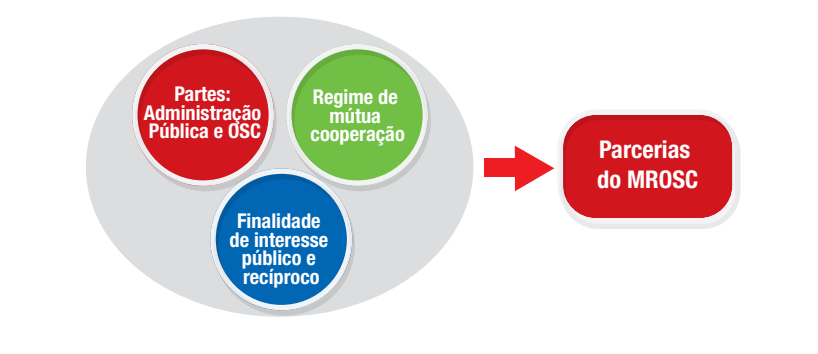 Partes:
Administração
Pública e OSC
Regime de
mútua
cooperação
Finalidade
de interesse
público e
recíproco
Parcerias
do MROSC